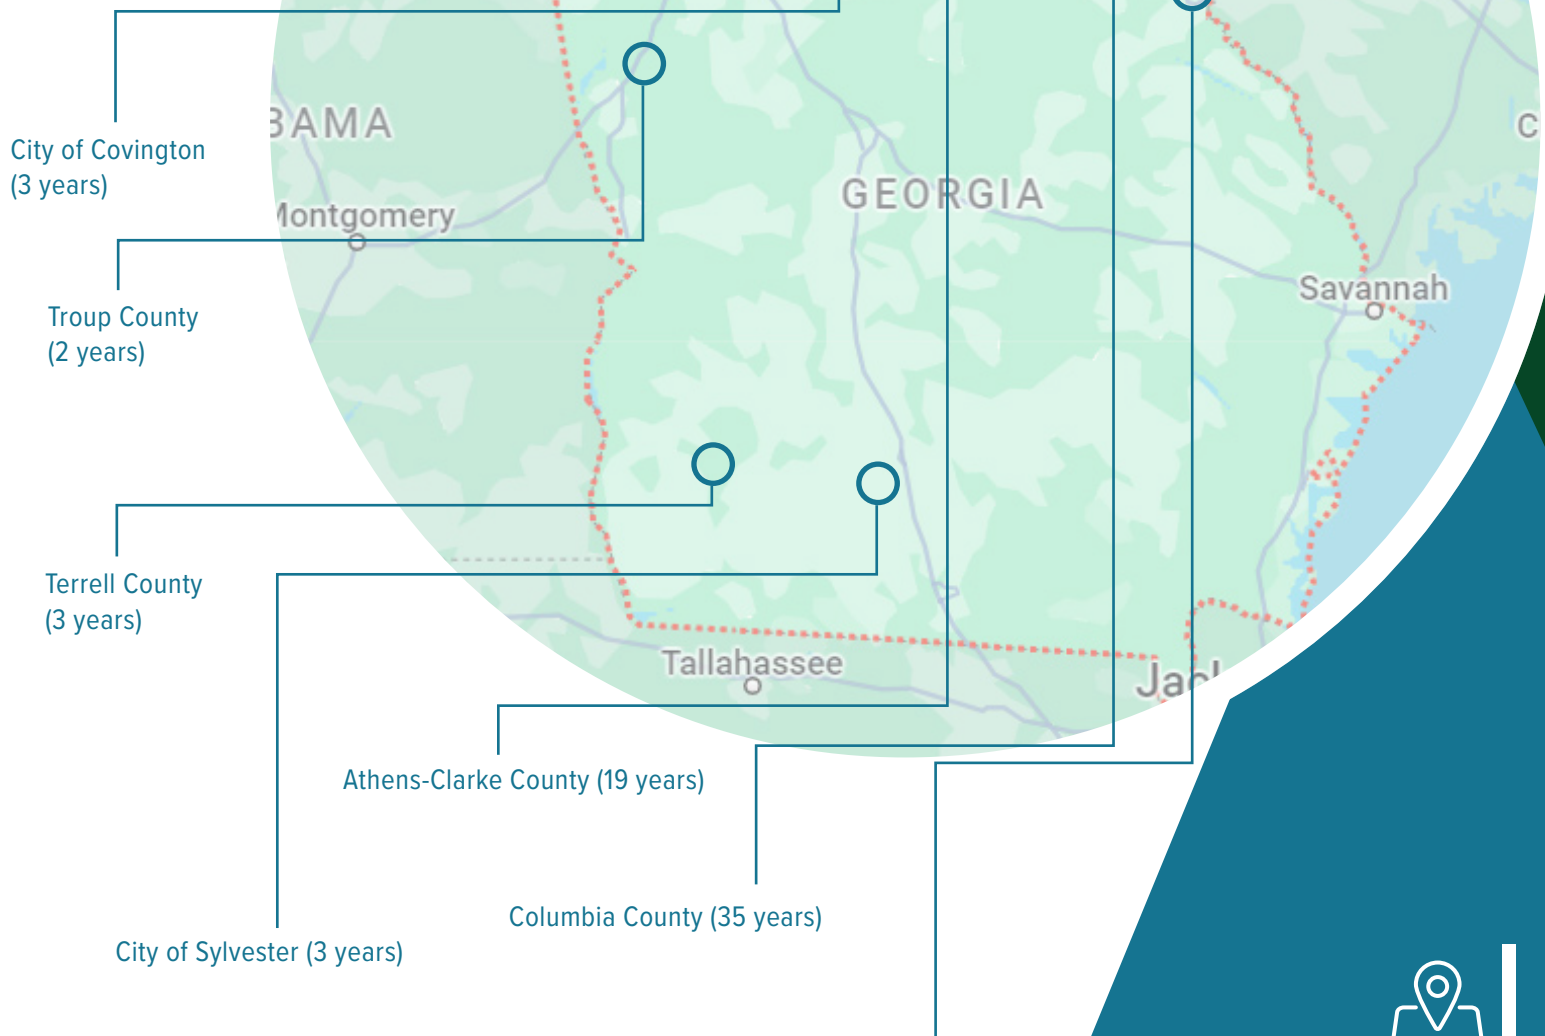 City of Covington
(3 years)
BAMA
Montgomery
GEORGIA
C
Savannah
Troup County
(2 years)
Terrell County
(3 years)
Tallahassee
Jac
Athens-Clarke County (19 years)
Columbia County (35 years)
City of Sylvester (3 years)